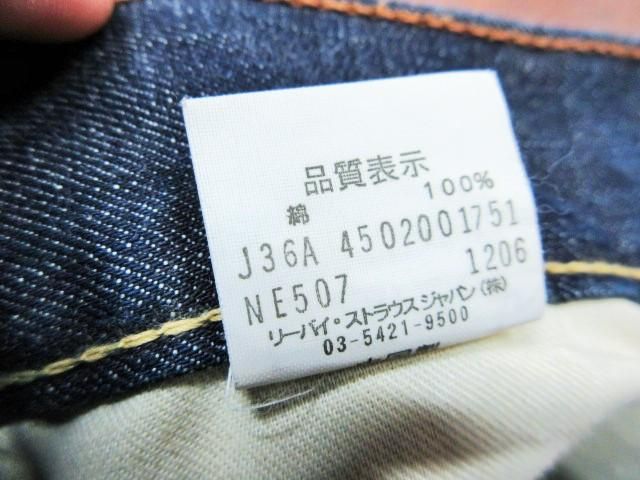 品質表示
綿 100%
J36A 4502001751
NE507 1206
リーバイ・ストラウスジャパン(株)
03-5421-9500